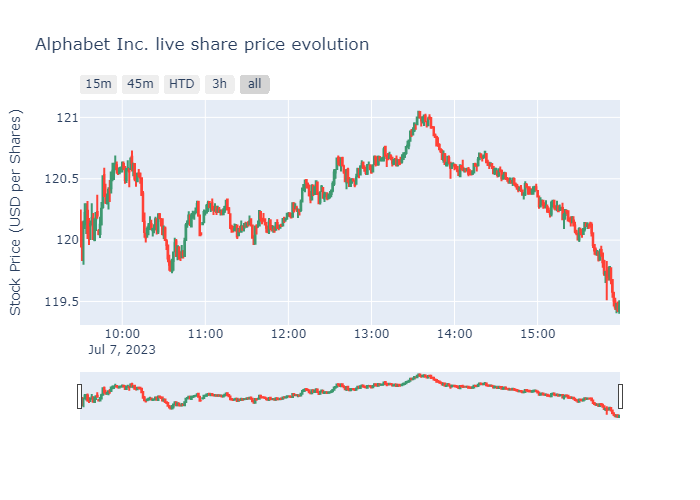 Alphabet Inc. live share price evolution
15m 45m HTD 3h all
Stock Price (USD per Shares)
121
120.5
120
119.5
10:00 11:00 12:00 13:00 14:00 15:00
Jul 7, 2023